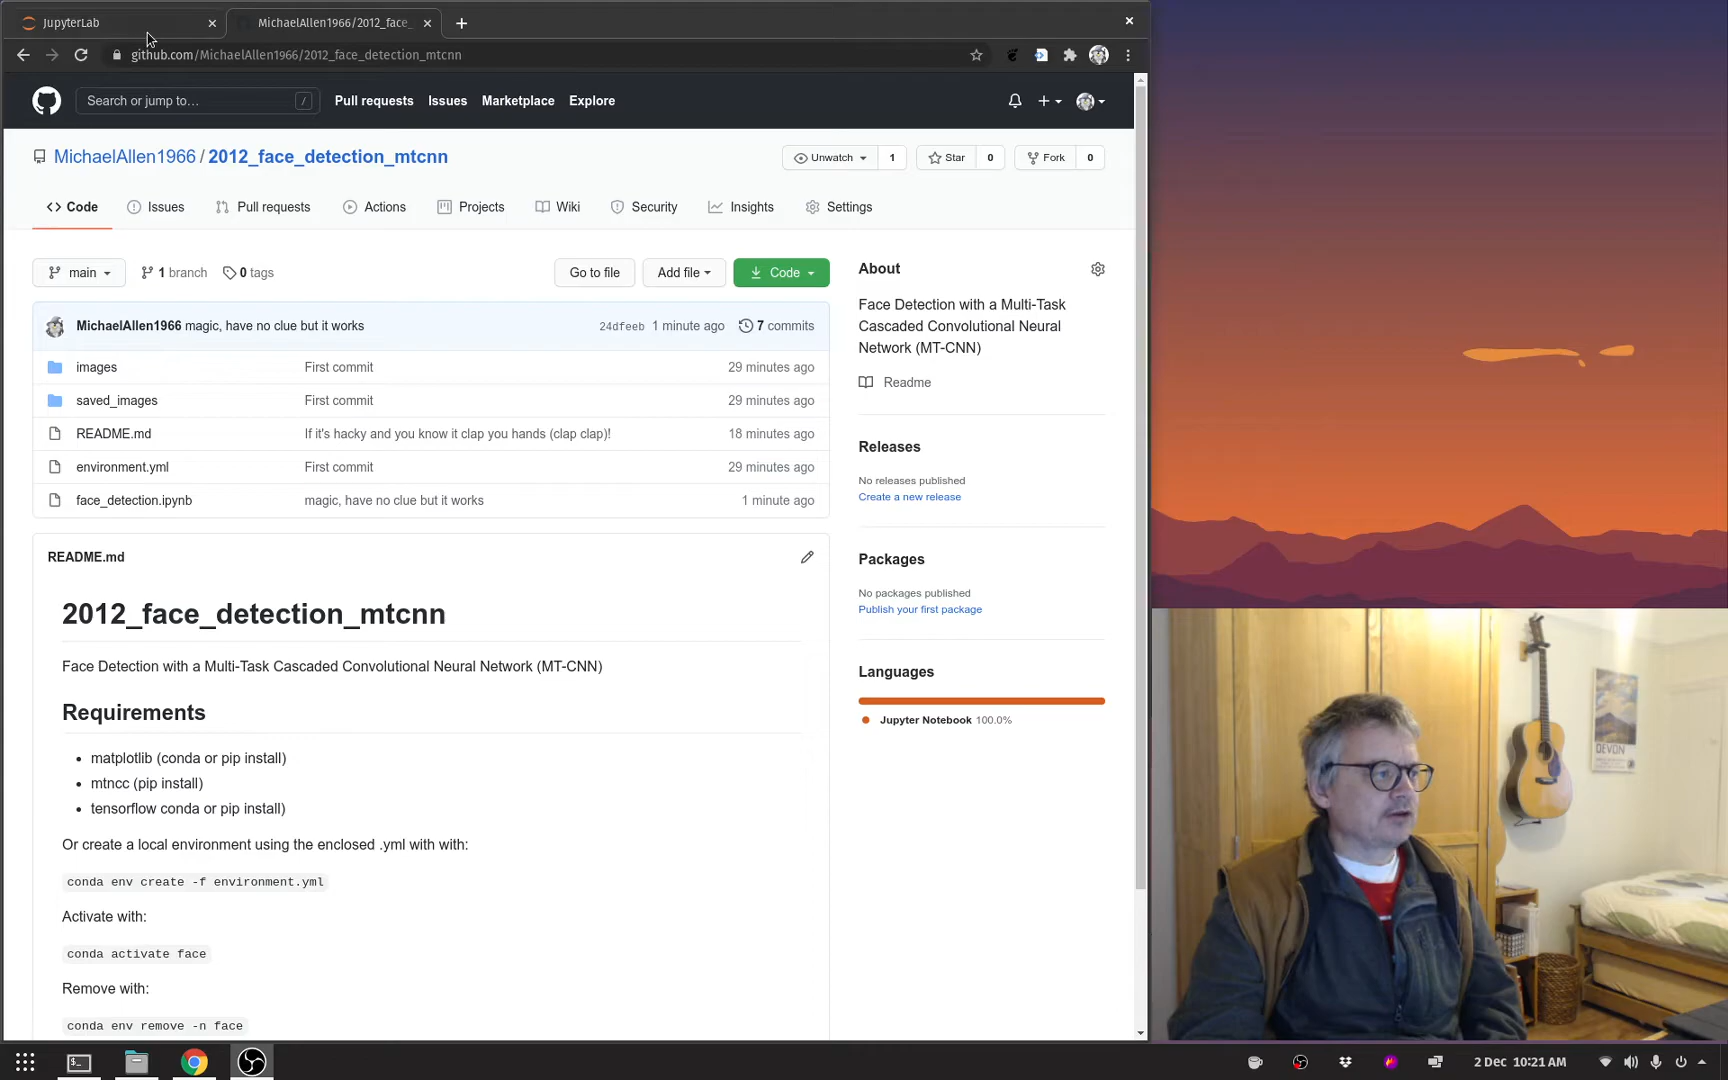 JupyterLab
MichaelAllen1966/2012_face_
github.com/MichaelAllen1966/2012_face_detection_mtcnn
Search or jump to… /
Pull requests Issues Marketplace Explore
MichaelAllen1966 / 2012_face_detection_mtcnn
Unwatch 1 Star 0 Fork 0
Code Issues Pull requests Actions Projects Wiki Security Insights Settings
main 1 branch 0 tags Go to file Add file Code
MichaelAllen1966 magic, have no clue but it works 24dfeeb 1 minute ago 7 commits
images First commit 29 minutes ago
saved_images First commit 29 minutes ago
README.md If it's hacky and you know it clap you hands (clap clap)! 18 minutes ago
environment.yml First commit 29 minutes ago
face_detection.ipynb magic, have no clue but it works 1 minute ago
README.md
2012_face_detection_mtcnn
Face Detection with a Multi-Task Cascaded Convolutional Neural Network (MT-CNN)
Requirements
• matplotlib (conda or pip install)
• mtncc (pip install)
• tensorflow conda or pip install)
Or create a local environment using the enclosed .yml with with:
conda env create -f environment.yml
Activate with:
conda activate face
Remove with:
conda env remove -n face
About
Face Detection with a Multi-Task
Cascaded Convolutional Neural
Network (MT-CNN)
Readme
Releases
No releases published
Create a new release
Packages
No packages published
Publish your first package
Languages
Jupyter Notebook 100.0%
DEVON
2 Dec 10:21 AM